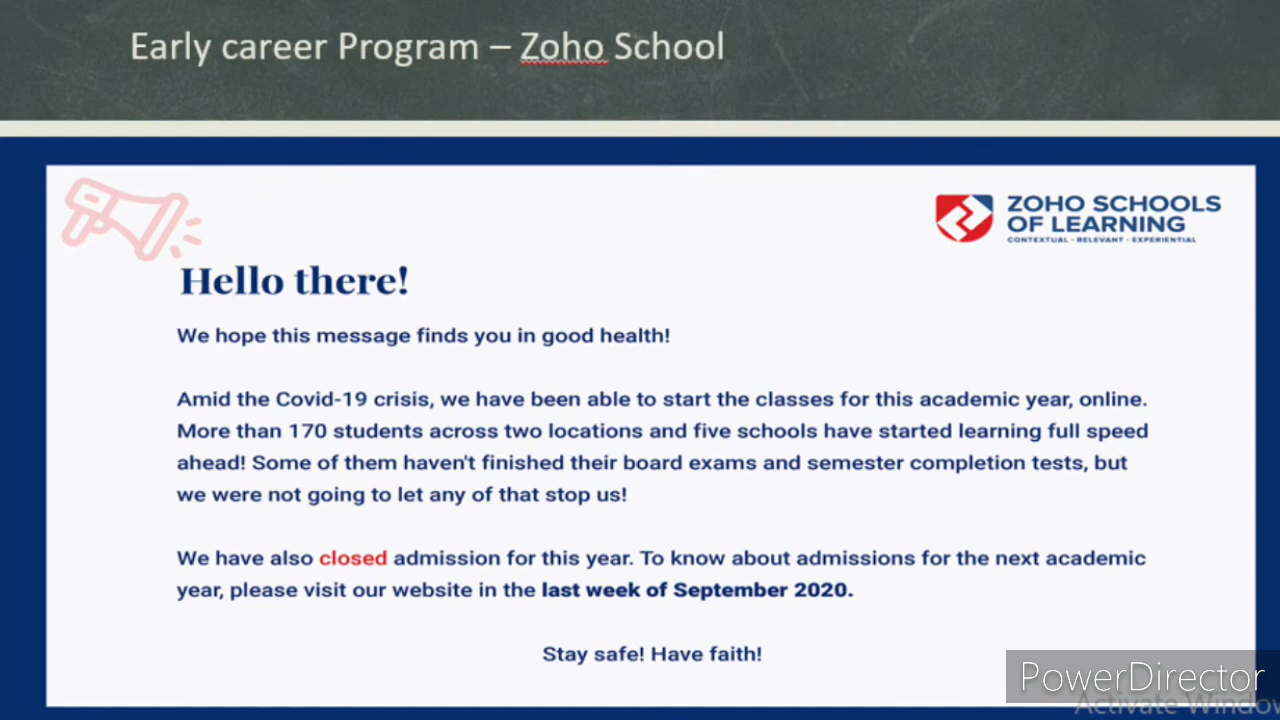 Early career Program – Zoho School
ZOHO SCHOOLS
OF LEARNING
CONTEXTUAL - RELEVANT - EXPERIENTIAL
Hello there!
We hope this message finds you in good health!
Amid the Covid-19 crisis, we have been able to start the classes for this academic year, online.
More than 170 students across two locations and five schools have started learning full speed
ahead! Some of them haven't finished their board exams and semester completion tests, but
we were not going to let any of that stop us!
We have also closed admission for this year. To know about admissions for the next academic
year, please visit our website in the last week of September 2020.
Stay safe! Have faith!
PowerDirector
Activate Window